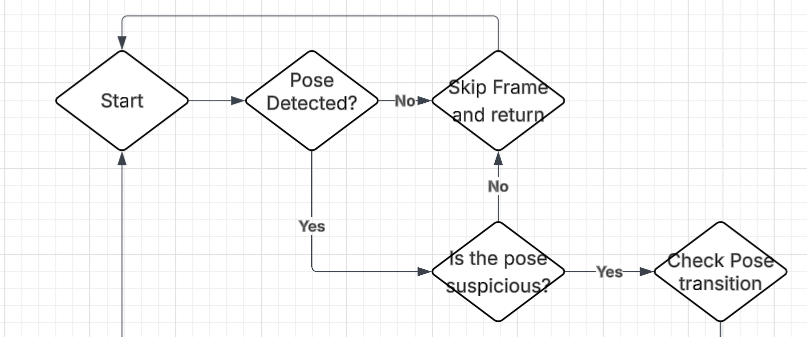 Start
Pose
Detected?
No
Skip Frame
and return
No
Yes
Is the pose
suspicious?
Yes
Check Pose
transition